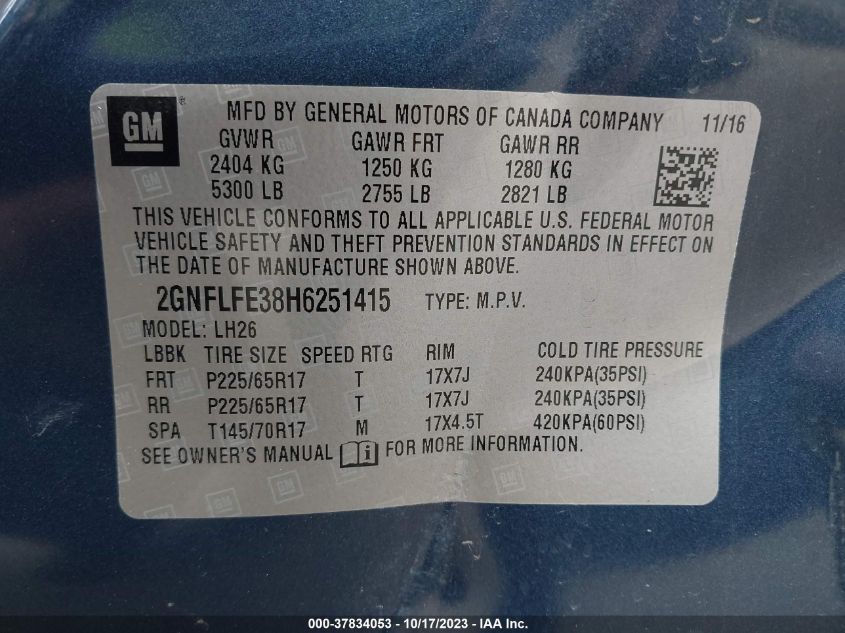 GM ® MFD BY GENERAL MOTORS OF CANADA COMPANY 11/16
GVWR GAWR FRT GAWR RR
2404 KG 1250 KG 1280 KG
5300 LB 2755 LB 2821 LB
THIS VEHICLE CONFORMS TO ALL APPLICABLE U.S. FEDERAL MOTOR
VEHICLE SAFETY AND THEFT PREVENTION STANDARDS IN EFFECT ON
THE DATE OF MANUFACTURE SHOWN ABOVE.
2GNFLFE38H6251415 TYPE: M.P.V.
MODEL: LH26
LBBK TIRE SIZE SPEED RTG RIM COLD TIRE PRESSURE
FRT P225/65R17 T 17X7J 240KPA(35PSI)
RR P225/65R17 T 17X7J 240KPA(35PSI)
SPA T145/70R17 M 17X4.5T 420KPA(60PSI)
SEE OWNER'S MANUAL i FOR MORE INFORMATION.
000-37834053 - 10/17/2023 - IAAI Inc.